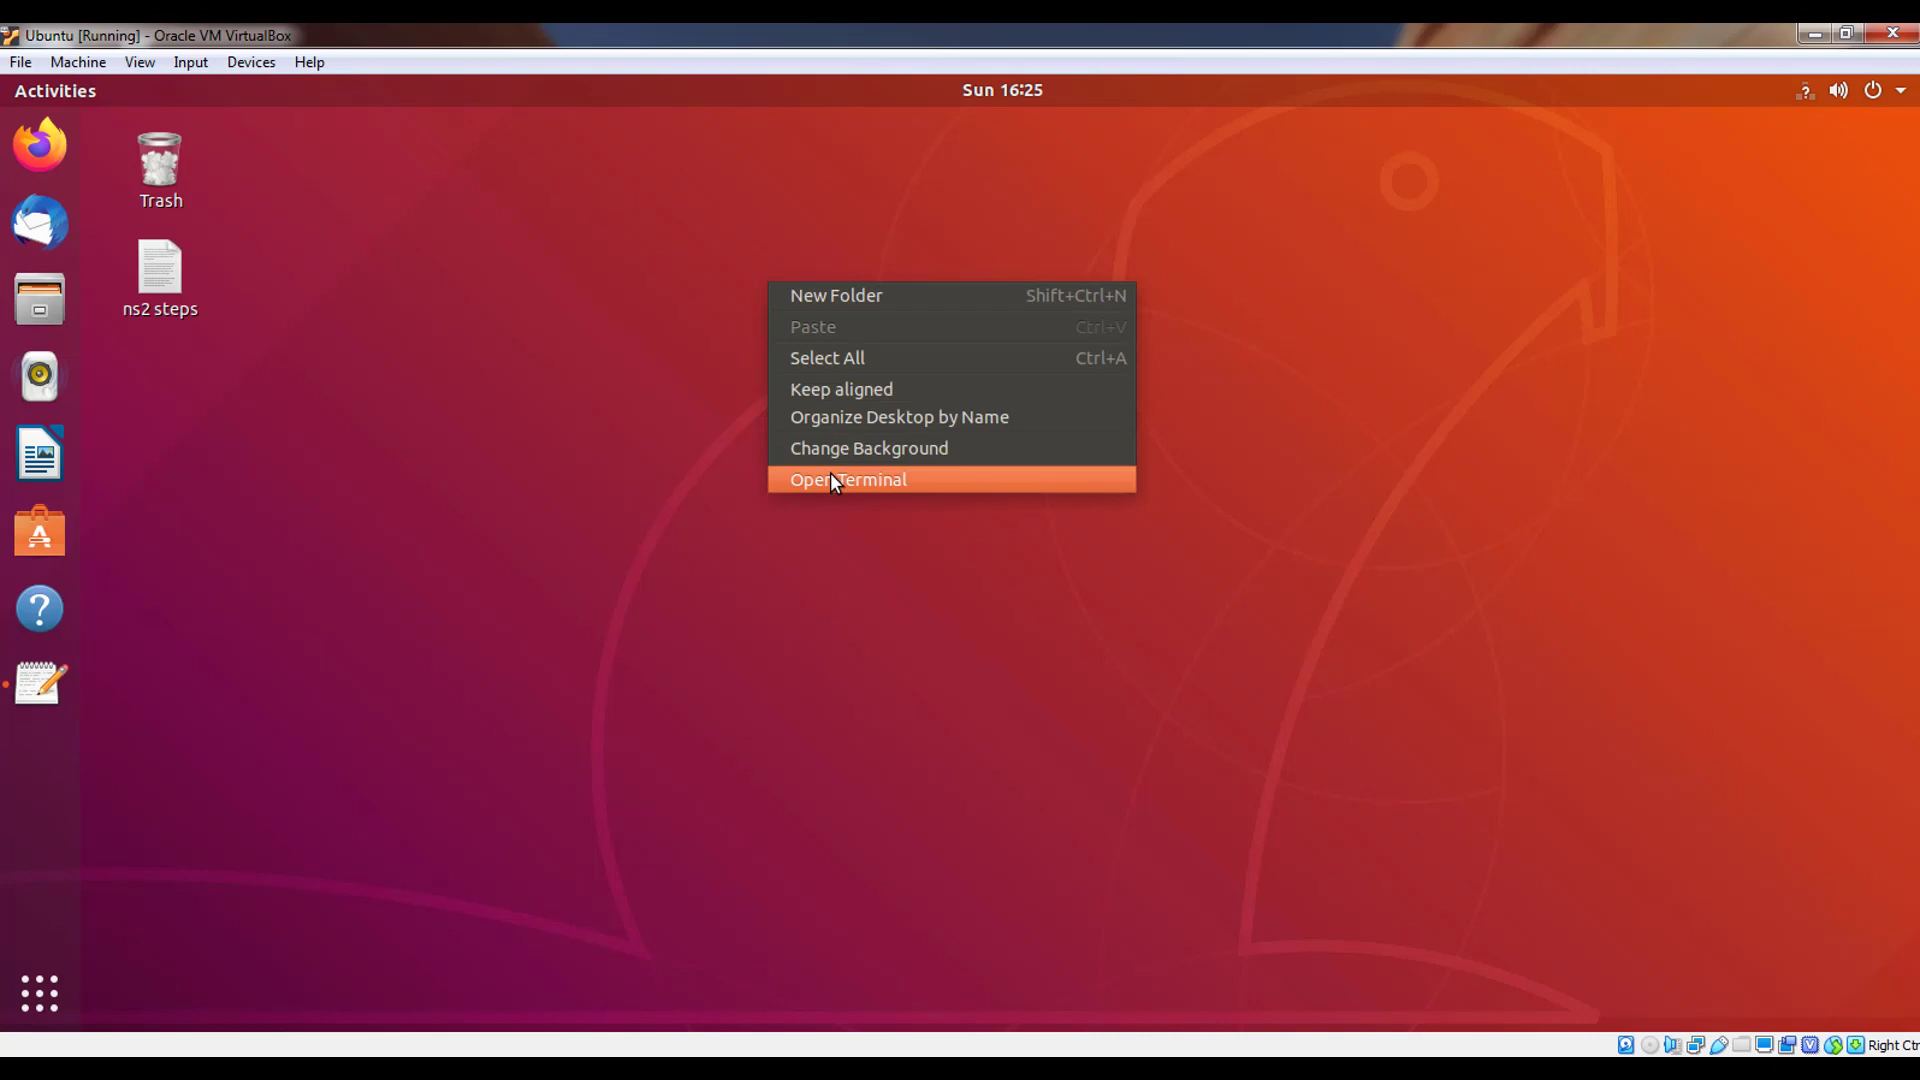 Ubuntu [Running] - Oracle VM VirtualBox
File Machine View Input Devices Help
Activities
Sun 16:25
Trash
ns2 steps
New Folder Shift+Ctrl+N
Paste Ctrl+V
Select All Ctrl+A
Keep aligned
Organize Desktop by Name
Change Background
Open Terminal
Right Ctr